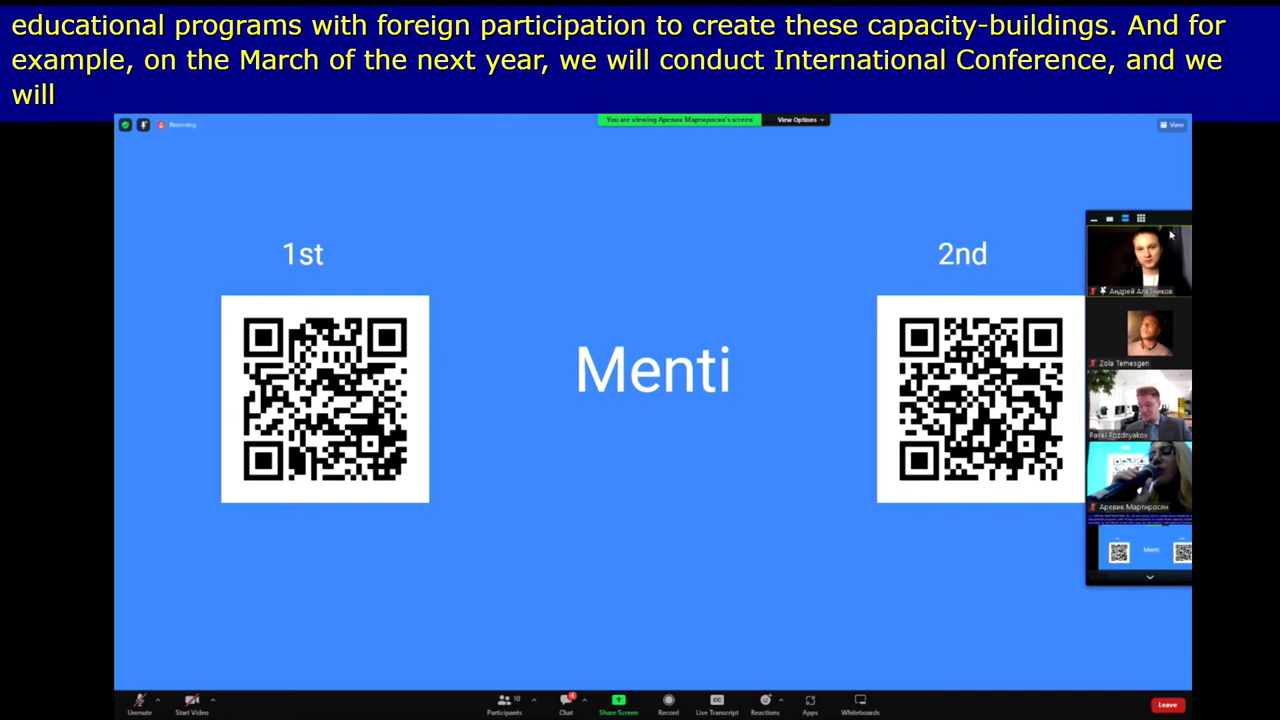 educational programs with foreign participation to create these capacity-buildings. And for
example, on the March of the next year, we will conduct International Conference, and we
will
Recording
You are viewing Аревик Мартиросян's screen
View Options
View
1st
2nd
Menti
Андрей
Zola Temesgen
Pavel Pozdnyakov
Аревик Мартиросян
Menti
Unmute
Start Video
Participants
10
Chat
4
Share Screen
Record
CC
Live Transcript
Reactions
Apps
Whiteboards
Leave